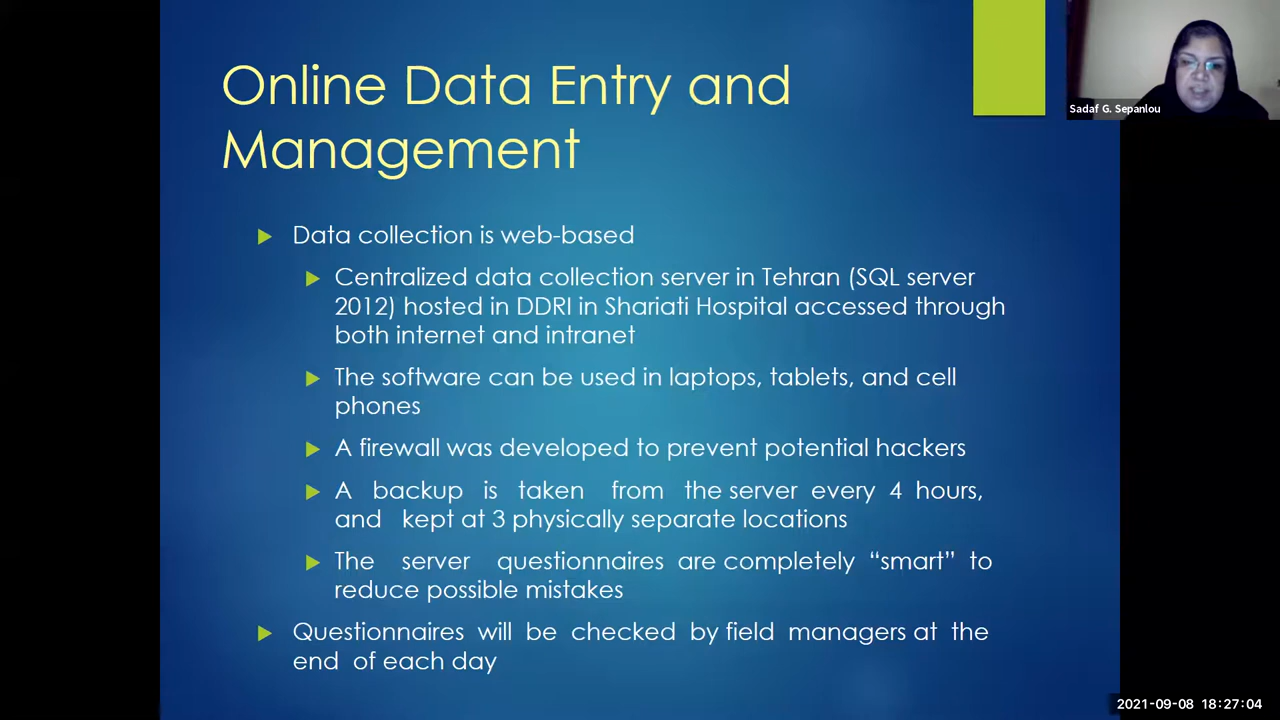 Online Data Entry and
Management
Sadaf G. Sepanlou
Data collection is web-based
Centralized data collection server in Tehran (SQL server
2012) hosted in DDRI in Shariati Hospital accessed through
both internet and intranet
The software can be used in laptops, tablets, and cell
phones
A firewall was developed to prevent potential hackers
A backup is taken from the server every 4 hours,
and kept at 3 physically separate locations
The server questionnaires are completely “smart” to
reduce possible mistakes
Questionnaires will be checked by field managers at the
end of each day
2021-09-08 18:27:04